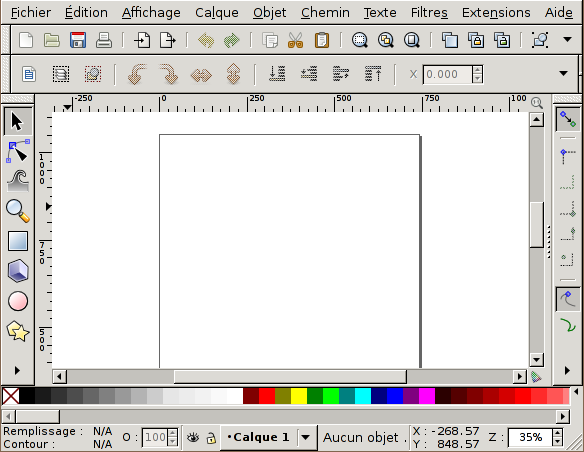 Fichier Édition Affichage Calque Objet Chemin Texte Filtres Extensions Aide
X 0.000
-250 0 250 500 750 100
1000
750
500
Remplissage : N/A O : 100 •Calque 1 Aucun objet . X : -268.57 Z : 35%
Contour : N/A Y : 848.57